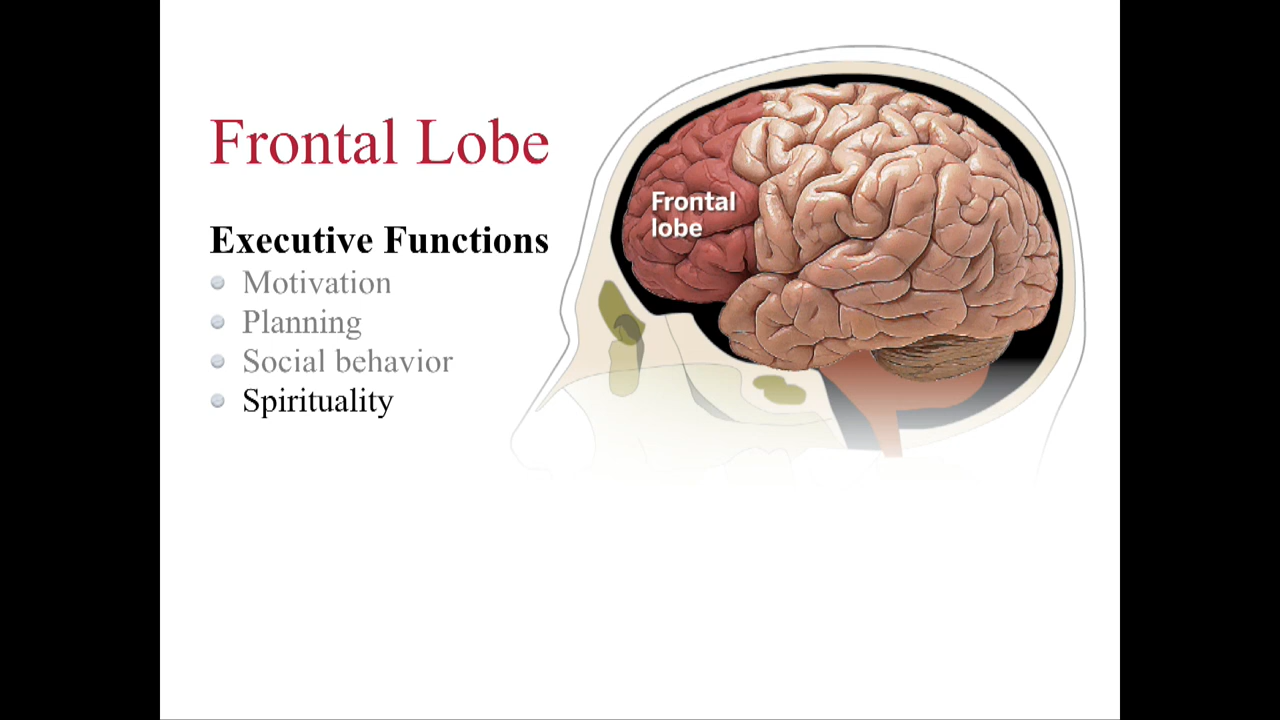 Frontal Lobe
Executive Functions
Motivation
Planning
Social behavior
Spirituality
Frontal
lobe